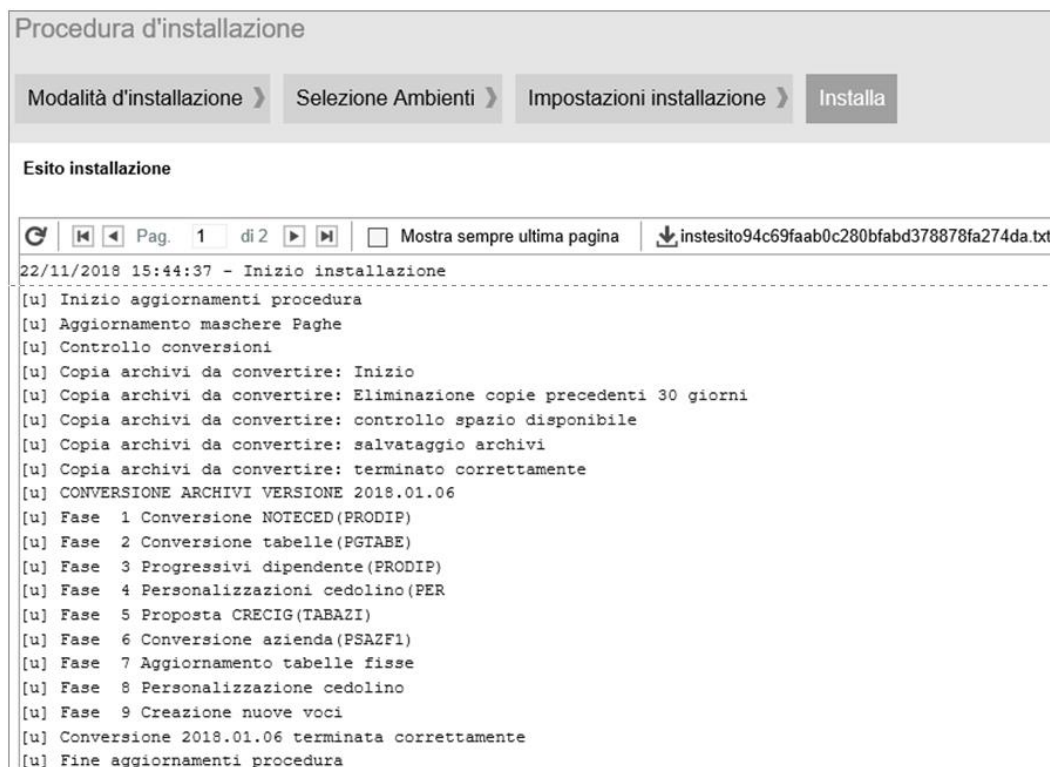 Procedura d'installazione
Modalità d'installazione Selezione Ambienti Impostazioni installazione Installa
Esito installazione
Pag. 1 di 2 Mostra sempre ultima pagina instesito94c69faab0c280bfabd378878fa274da.txt
22/11/2018 15:44:37 - Inizio installazione
[u] Inizio aggiornamenti procedura
[u] Aggiornamento maschere Paghe
[u] Controllo conversioni
[u] Copia archivi da convertire: Inizio
[u] Copia archivi da convertire: Eliminazione copie precedenti 30 giorni
[u] Copia archivi da convertire: controllo spazio disponibile
[u] Copia archivi da convertire: salvataggio archivi
[u] Copia archivi da convertire: terminato correttamente
[u] CONVERSIONE ARCHIVI VERSIONE 2018.01.06
[u] Fase 1 Conversione NOTECED(PRODIP)
[u] Fase 2 Conversione tabelle(PGTABE)
[u] Fase 3 Progressivi dipendente(PRODIP)
[u] Fase 4 Personalizzazioni cedolino(PER
[u] Fase 5 Proposta CRECIG(TABAZI)
[u] Fase 6 Conversione azienda(PSAZF1)
[u] Fase 7 Aggiornamento tabelle fisse
[u] Fase 8 Personalizzazione cedolino
[u] Fase 9 Creazione nuove voci
[u] Conversione 2018.01.06 terminata correttamente
[u] Fine aggiornamenti procedura